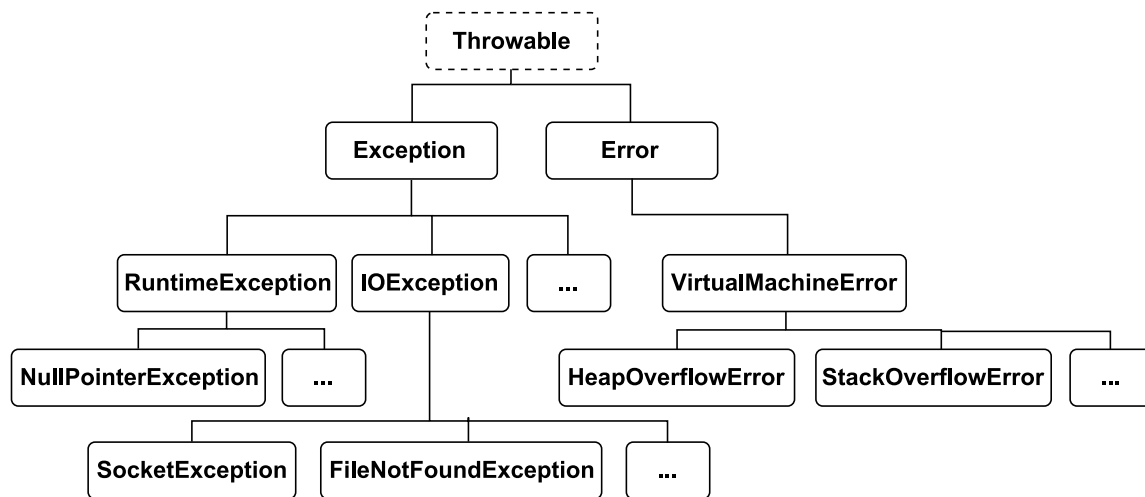 Throwable
Exception
Error
RuntimeException
IOException
...
VirtualMachineError
NullPointerException
...
HeapOverflowError
StackOverflowError
...
SocketException
FileNotFoundException
...